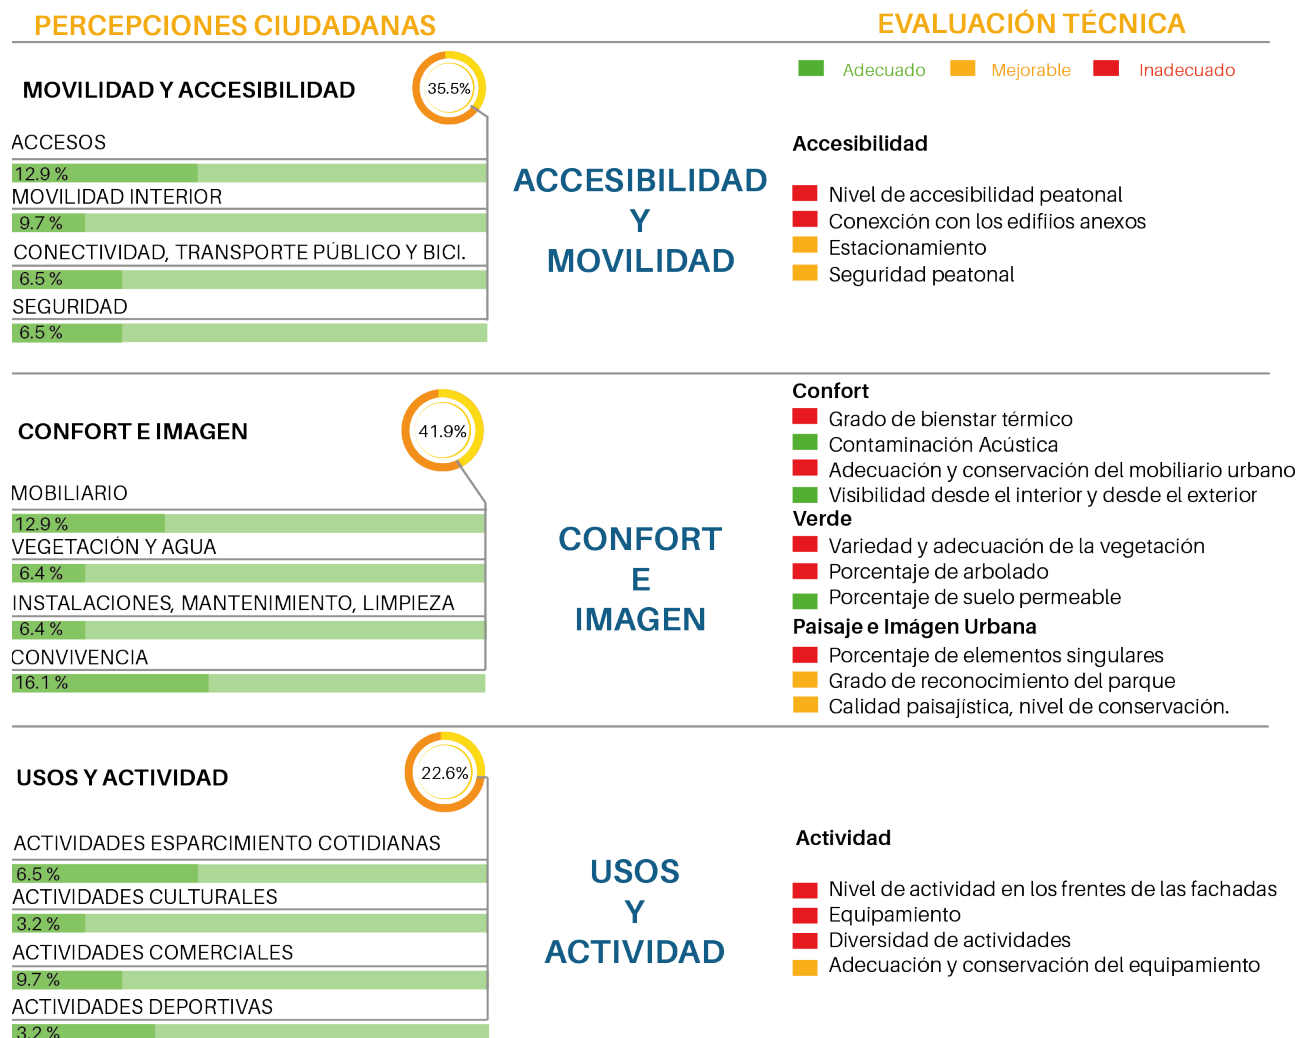 PERCEPCIONES CIUDADANAS
EVALUACIÓN TÉCNICA
Adecuado
Mejorable
Inadecuado
MOVILIDAD Y ACCESIBILIDAD
35.5%
ACCESOS
12.9 %
MOVILIDAD INTERIOR
9.7 %
CONECTIVIDAD, TRANSPORTE PÚBLICO Y BICI.
6.5 %
SEGURIDAD
6.5 %
ACCESIBILIDAD
Y
MOVILIDAD
Accesibilidad
Nivel de accesibilidad peatonal
Conexción con los edifiios anexos
Estacionamiento
Seguridad peatonal
CONFORT E IMAGEN
41.9%
MOBILIARIO
12.9 %
VEGETACIÓN Y AGUA
6.4 %
INSTALACIONES, MANTENIMIENTO, LIMPIEZA
6.4 %
CONVIVENCIA
16.1 %
CONFORT
E
IMAGEN
Confort
Grado de bienstar térmico
Contaminación Acústica
Adecuación y conservación del mobiliario urbano
Visibilidad desde el interior y desde el exterior
Verde
Variedad y adecuación de la vegetación
Porcentaje de arbolado
Porcentaje de suelo permeable
Paisaje e Imágen Urbana
Porcentaje de elementos singulares
Grado de reconocimiento del parque
Calidad paisajística, nivel de conservación.
USOS Y ACTIVIDAD
22.6%
ACTIVIDADES ESPARCIMIENTO COTIDIANAS
6.5 %
ACTIVIDADES CULTURALES
3.2 %
ACTIVIDADES COMERCIALES
9.7 %
ACTIVIDADES DEPORTIVAS
3.2 %
USOS
Y
ACTIVIDAD
Actividad
Nivel de actividad en los frentes de las fachadas
Equipamiento
Diversidad de actividades
Adecuación y conservación del equipamiento